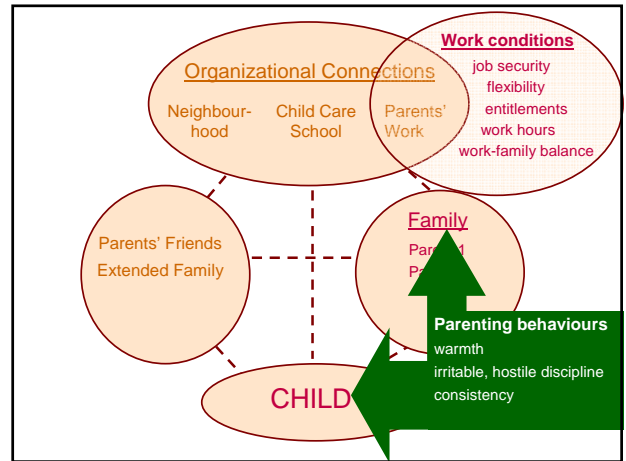 Work conditions
job security
flexibility
entitlements
work hours
work-family balance
Organizational Connections
Neighbour-
hood
Child Care
School
Parents'
Work
Parents' Friends
Extended Family
Family
Parenting behaviours
warmth
irritable, hostile discipline
consistency
CHILD